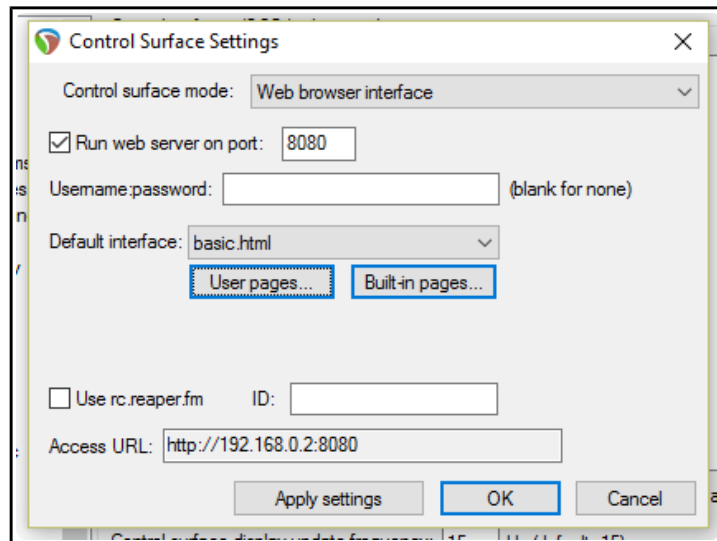 Control Surface Settings
Control surface mode: Web browser interface
Run web server on port: 8080
Username:password: (blank for none)
Default interface: basic.html
User pages... Built-in pages...
Use rc.reaper.fm ID:
Access URL: http://192.168.0.2:8080
Apply settings OK Cancel